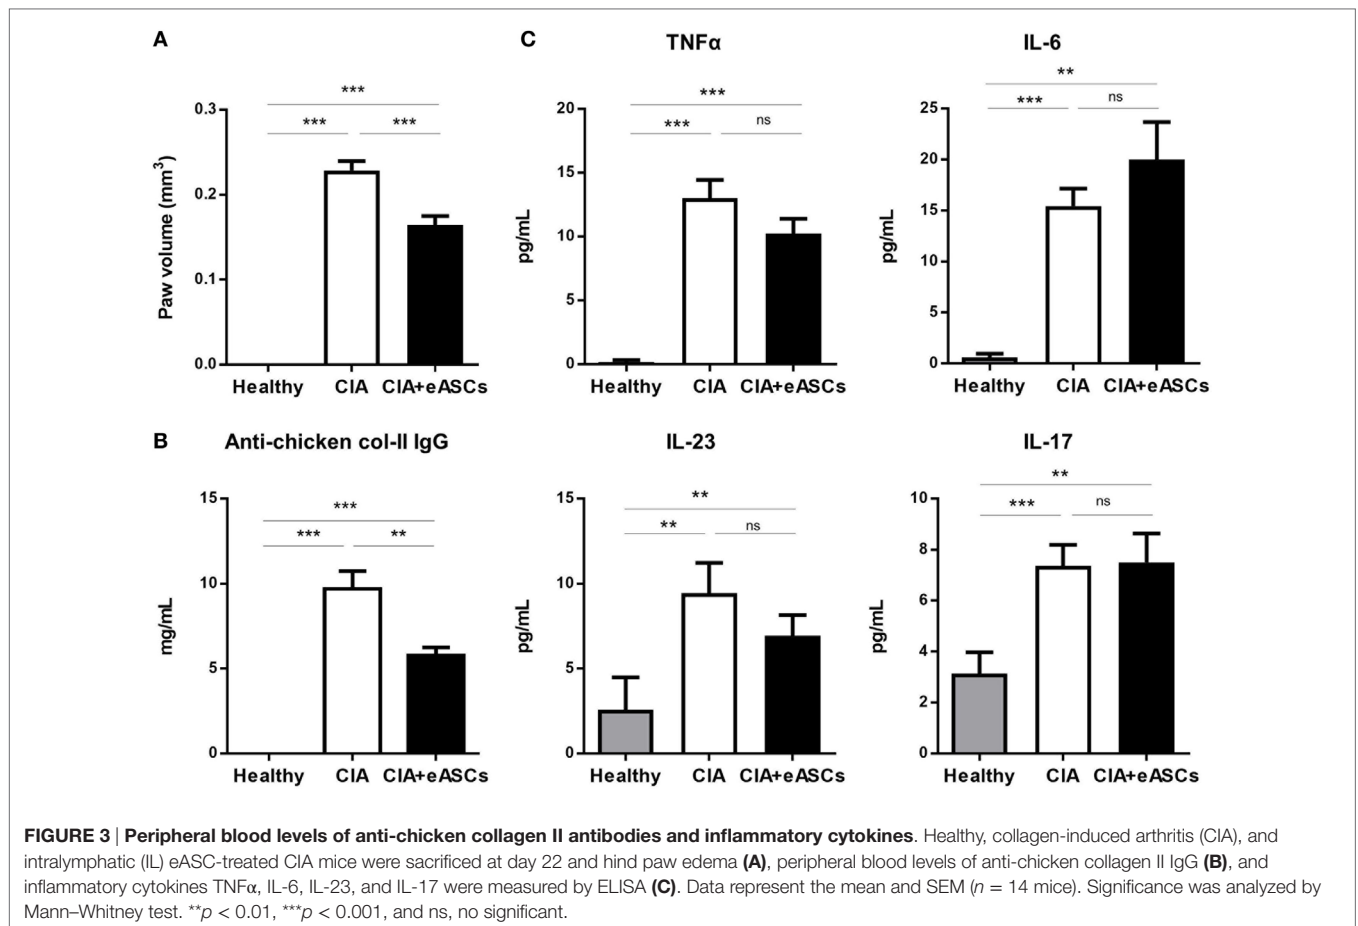 A
***
***
***
0.3
0.2
0.1
0.0
Paw volume (mm³)
Healthy
CIA
CIA+eASCs
C
TNFα
***
***
ns
20
15
10
5
0
pg/mL
Healthy
CIA
CIA+eASCs
IL-6
**
***
ns
25
20
15
10
5
0
pg/mL
Healthy
CIA
CIA+eASCs
B
Anti-chicken col-II IgG
***
***
**
15
10
5
0
mg/mL
Healthy
CIA
CIA+eASCs
IL-23
**
**
ns
15
10
5
0
pg/mL
Healthy
CIA
CIA+eASCs
IL-17
**
***
ns
10
8
6
4
2
0
pg/mL
Healthy
CIA
CIA+eASCs
FIGURE 3 | Peripheral blood levels of anti-chicken collagen II antibodies and inflammatory cytokines. Healthy, collagen-induced arthritis (CIA), and
intralymphatic (IL) eASC-treated CIA mice were sacrificed at day 22 and hind paw edema (A), peripheral blood levels of anti-chicken collagen II IgG (B), and
inflammatory cytokines TNFα, IL-6, IL-23, and IL-17 were measured by ELISA (C). Data represent the mean and SEM (n = 14 mice). Significance was analyzed by
Mann–Whitney test. **p < 0.01, ***p < 0.001, and ns, no significant.